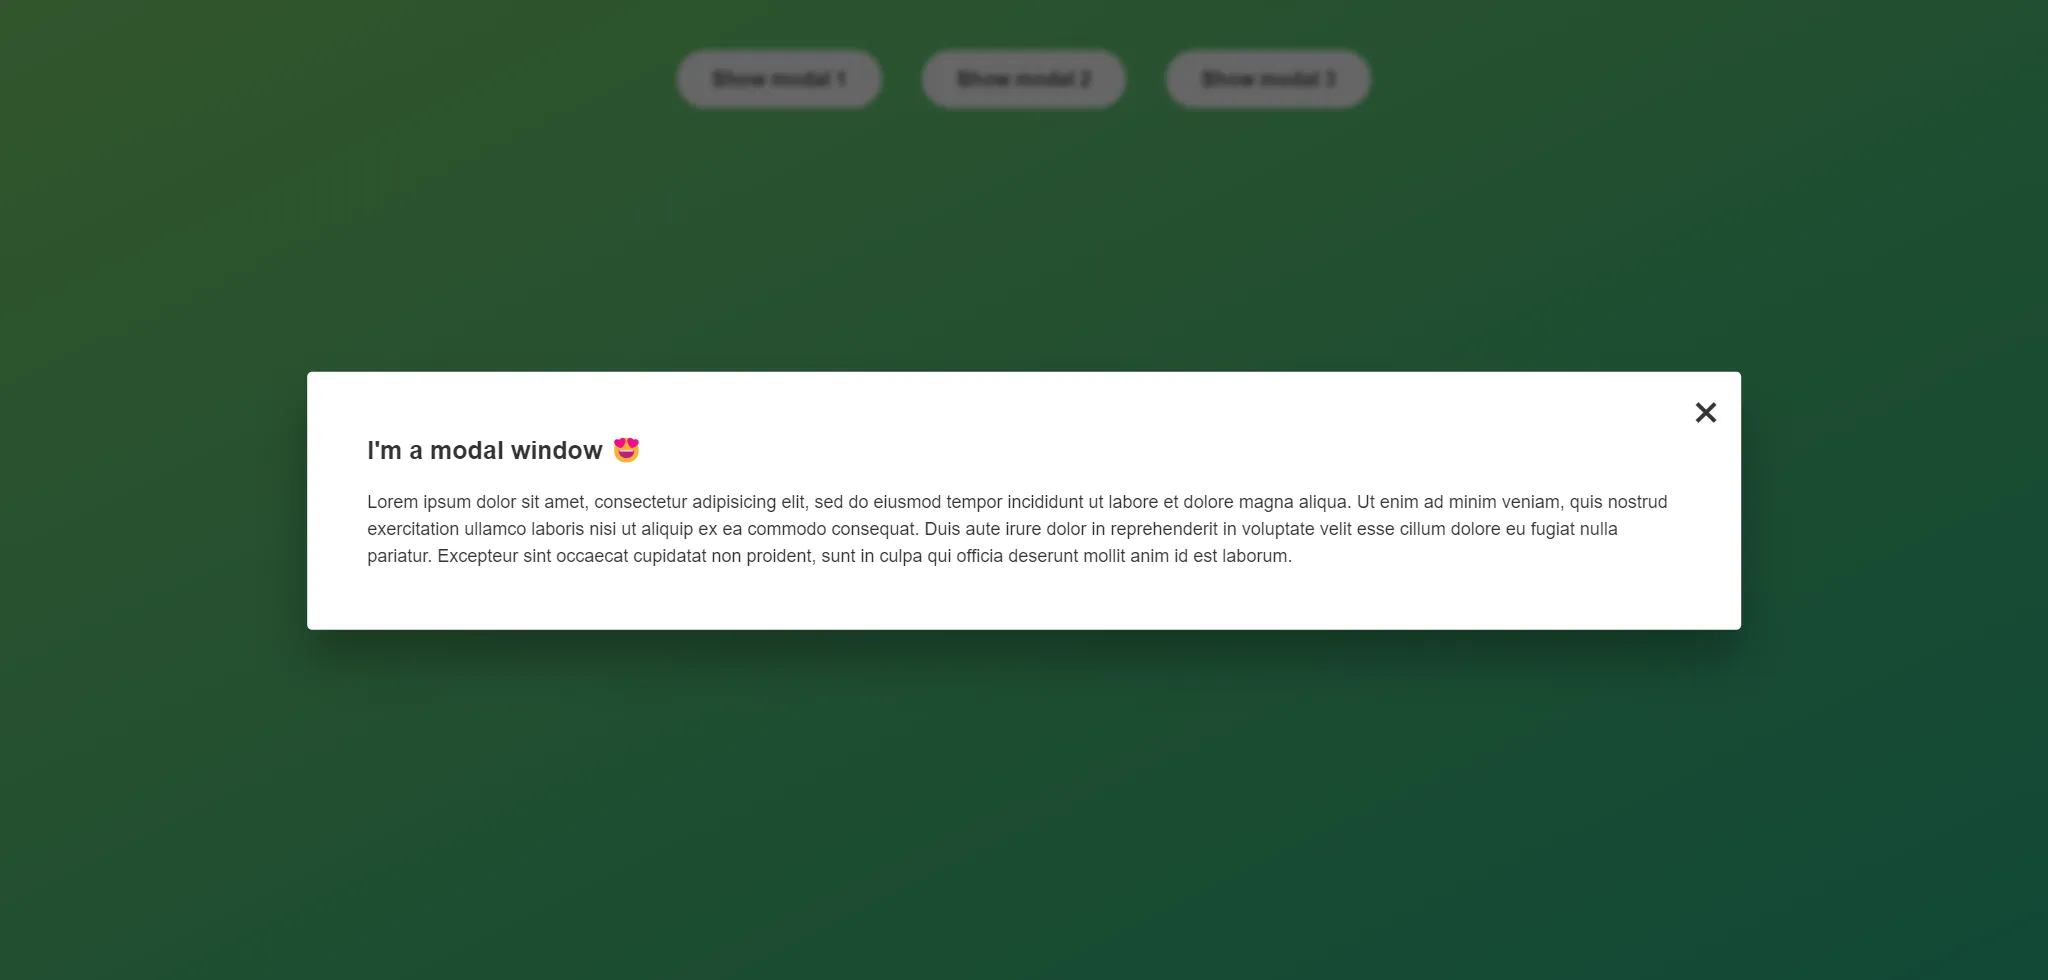 Show modal 1
Show modal 2
Show modal 3
×
I'm a modal window 😍
Lorem ipsum dolor sit amet, consectetur adipisicing elit, sed do eiusmod tempor incididunt ut labore et dolore magna aliqua. Ut enim ad minim veniam, quis nostrud
exercitation ullamco laboris nisi ut aliquip ex ea commodo consequat. Duis aute irure dolor in reprehenderit in voluptate velit esse cillum dolore eu fugiat nulla
pariatur. Excepteur sint occaecat cupidatat non proident, sunt in culpa qui officia deserunt mollit anim id est laborum.